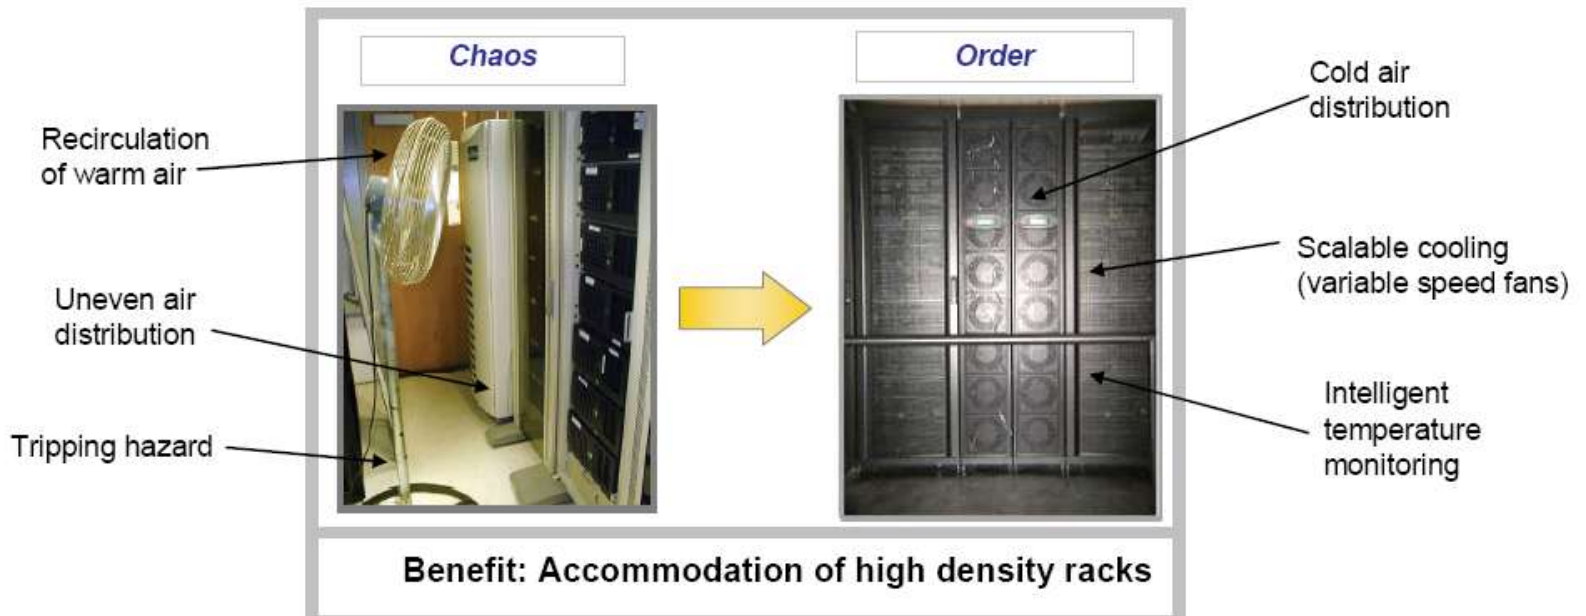 Chaos
Order
Recirculation
of warm air
Uneven air
distribution
Tripping hazard
Cold air
distribution
Scalable cooling
(variable speed fans)
Intelligent
temperature
monitoring
Benefit: Accommodation of high density racks